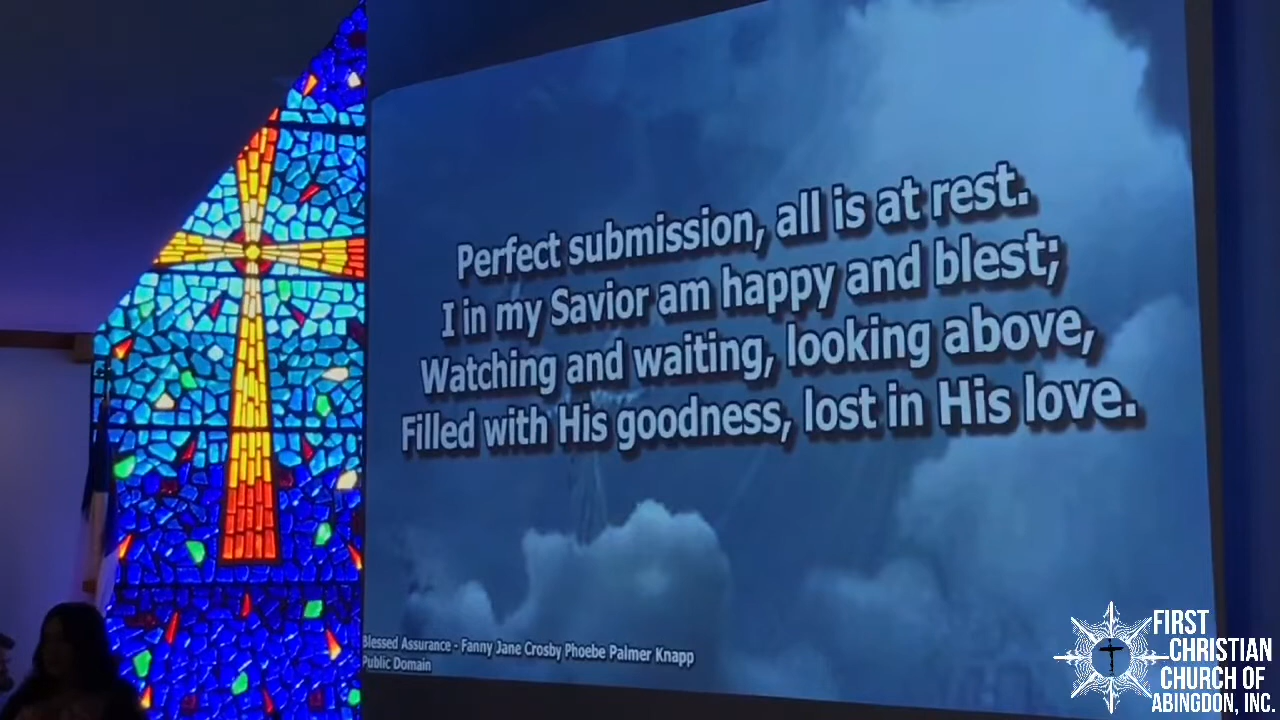 Perfect submission, all is at rest.
I in my Savior am happy and blest;
Watching and waiting, looking above,
Filled with His goodness, lost in His love.
Blessed Assurance - Fanny Jane Crosby Phoebe Palmer Knapp
Public Domain
FIRST
CHRISTIAN
CHURCH OF
ABINGDON, INC.